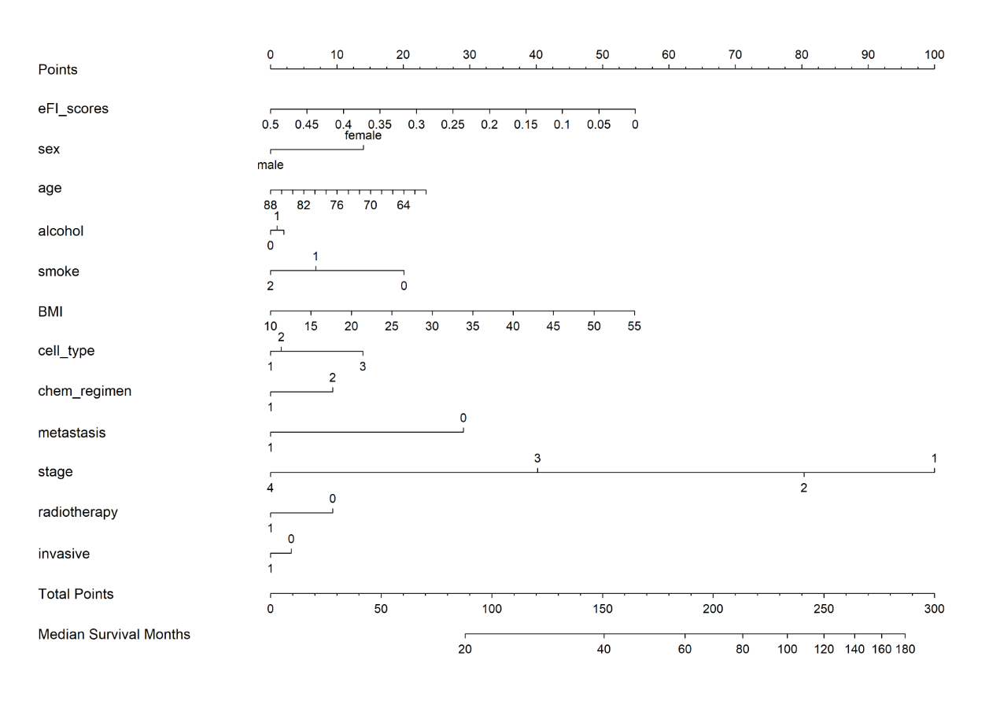 0 10 20 30 40 50 60 70 80 90 100
Points
eFI_scores
0.5 0.45 0.4 0.35 0.3 0.25 0.2 0.15 0.1 0.05 0
female
sex
male
age
88 82 76 70 64
1
alcohol
0
1
smoke
2 0
BMI
10 15 20 25 30 35 40 45 50 55
2
cell_type
1 3
2
chem_regimen
1
0
metastasis
1
3 1
stage
4 2
0
radiotherapy
1
0
invasive
1
Total Points
0 50 100 150 200 250 300
Median Survival Months
20 40 60 80 100 120 140 160 180